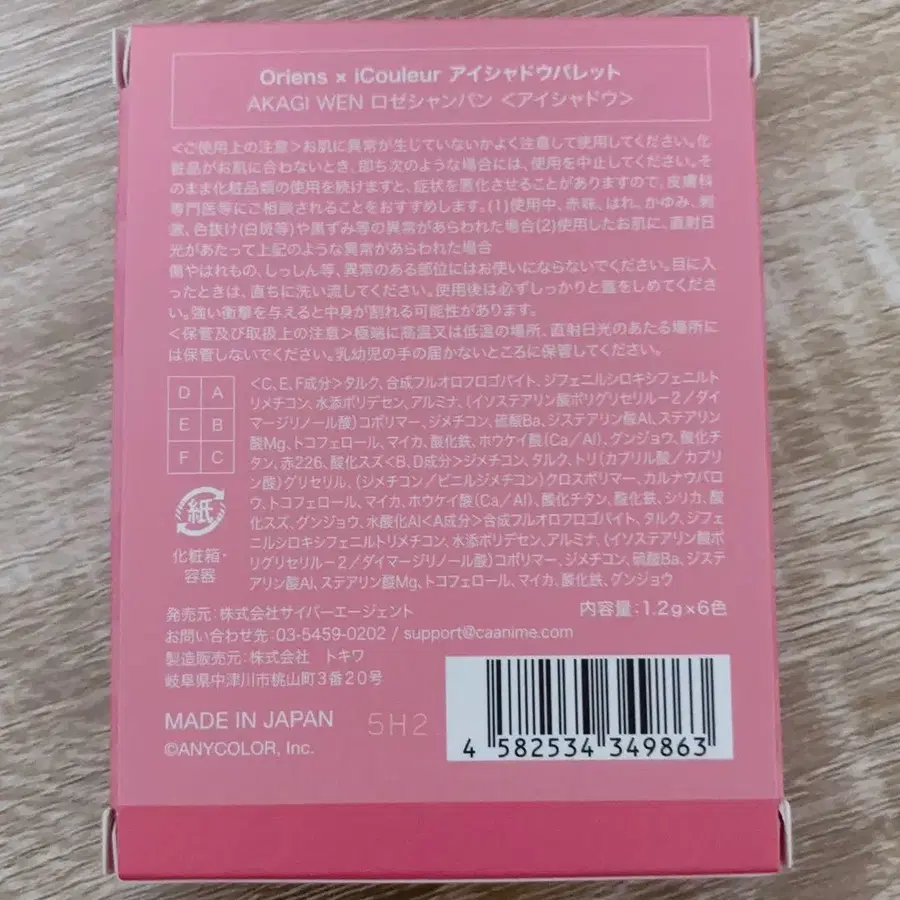 Oriens × iCouleur アイシャドウパレット
AKAGI WEN ロゼシャンパン <アイシャドウ>
<ご使用上の注意>お肌に異常が生じていないかよく注意して使用してください。化
粧品がお肌に合わないとき、即ち次のような場合には、使用を中止してください。そ
のまま化粧品類の使用を続けますと、症状を悪化させることがありますので、皮膚科
専門医等にご相談されることをおすすめします。(1)使用中、赤味、はれ、かゆみ、刺
激、色抜け(白斑等)や黒ずみ等の異常があらわれた場合(2)使用したお肌に、直射日
光があたって上記のような異常があらわれた場合
傷やはれもの、しっしん等、異常のある部位にはお使いにならないでください。目に入
ったときは、直ちに洗い流してください。使用後は必ずしっかりと蓋をしめてくださ
い。強い衝撃を与えると中身が割れる可能性があります。
<保管及び取扱上の注意>極端に高温又は低温の場所、直射日光のあたる場所に
は保管しないでください。乳幼児の手の届かないところに保管してください。
D A
E B
F C
<C、E、F成分>タルク、合成フルオロフロゴパイト、ジフェニルシロキシフェニルト
リメチコン、水添ポリデセン、アルミナ、(イソステアリン酸ポリグリセリル-2/ダイ
マージリノール酸)コポリマー、ジメチコン、硫酸Ba、ジステアリン酸Al、ステアリン
酸Mg、トコフェロール、マイカ、酸化鉄、ホウケイ酸(Ca/Al)、グンジョウ、酸化チ
タン、赤226、酸化スズ<B、D成分>ジメチコン、タルク、トリ(カプリル酸/カプリ
ン酸)グリセリル、(ジメチコン/ビニルジメチコン)クロスポリマー、カルナウバロ
ウ、トコフェロール、マイカ、ホウケイ酸(Ca/Al)、酸化チタン、酸化鉄、シリカ、酸
化スズ、グンジョウ、水酸化Al<A成分>合成フルオロフロゴパイト、タルク、ジフェ
ニルシロキシフェニルトリメチコン、水添ポリデセン、アルミナ、(イソステアリン酸ポ
リグリセリル-2/ダイマージリノール酸)コポリマー、ジメチコン、硫酸Ba、ジステ
アリン酸Al、ステアリン酸Mg、トコフェロール、マイカ、酸化鉄、グンジョウ
紙
化粧箱・
容器
発売元:株式会社サイバーエージェント
内容量:1.2g×6色
お問い合わせ先:03-5459-0202 / support@caanime.com
製造販売元:株式会社 トキワ
岐阜県中津川市桃山町3番20号
MADE IN JAPAN
5H2
©ANYCOLOR, Inc.
4 582534 349863